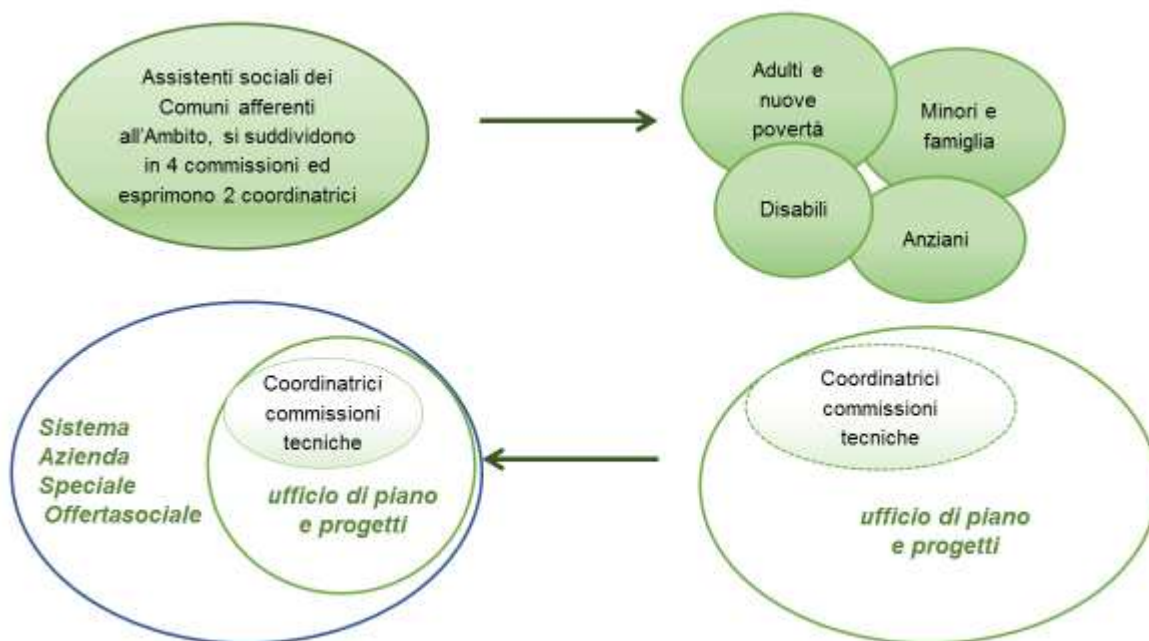 Assistenti sociali dei
Comuni afferenti
all'Ambito, si suddividono
in 4 commissioni ed
esprimono 2 coordinatrici
Adulti e
nuove
povertà
Minori e
famiglia
Disabili
Anziani
Sistema
Azienda
Speciale
Offertasociale
Coordinatrici
commissioni
tecniche
ufficio di piano
e progetti
Coordinatrici
commissioni
tecniche
ufficio di piano
e progetti